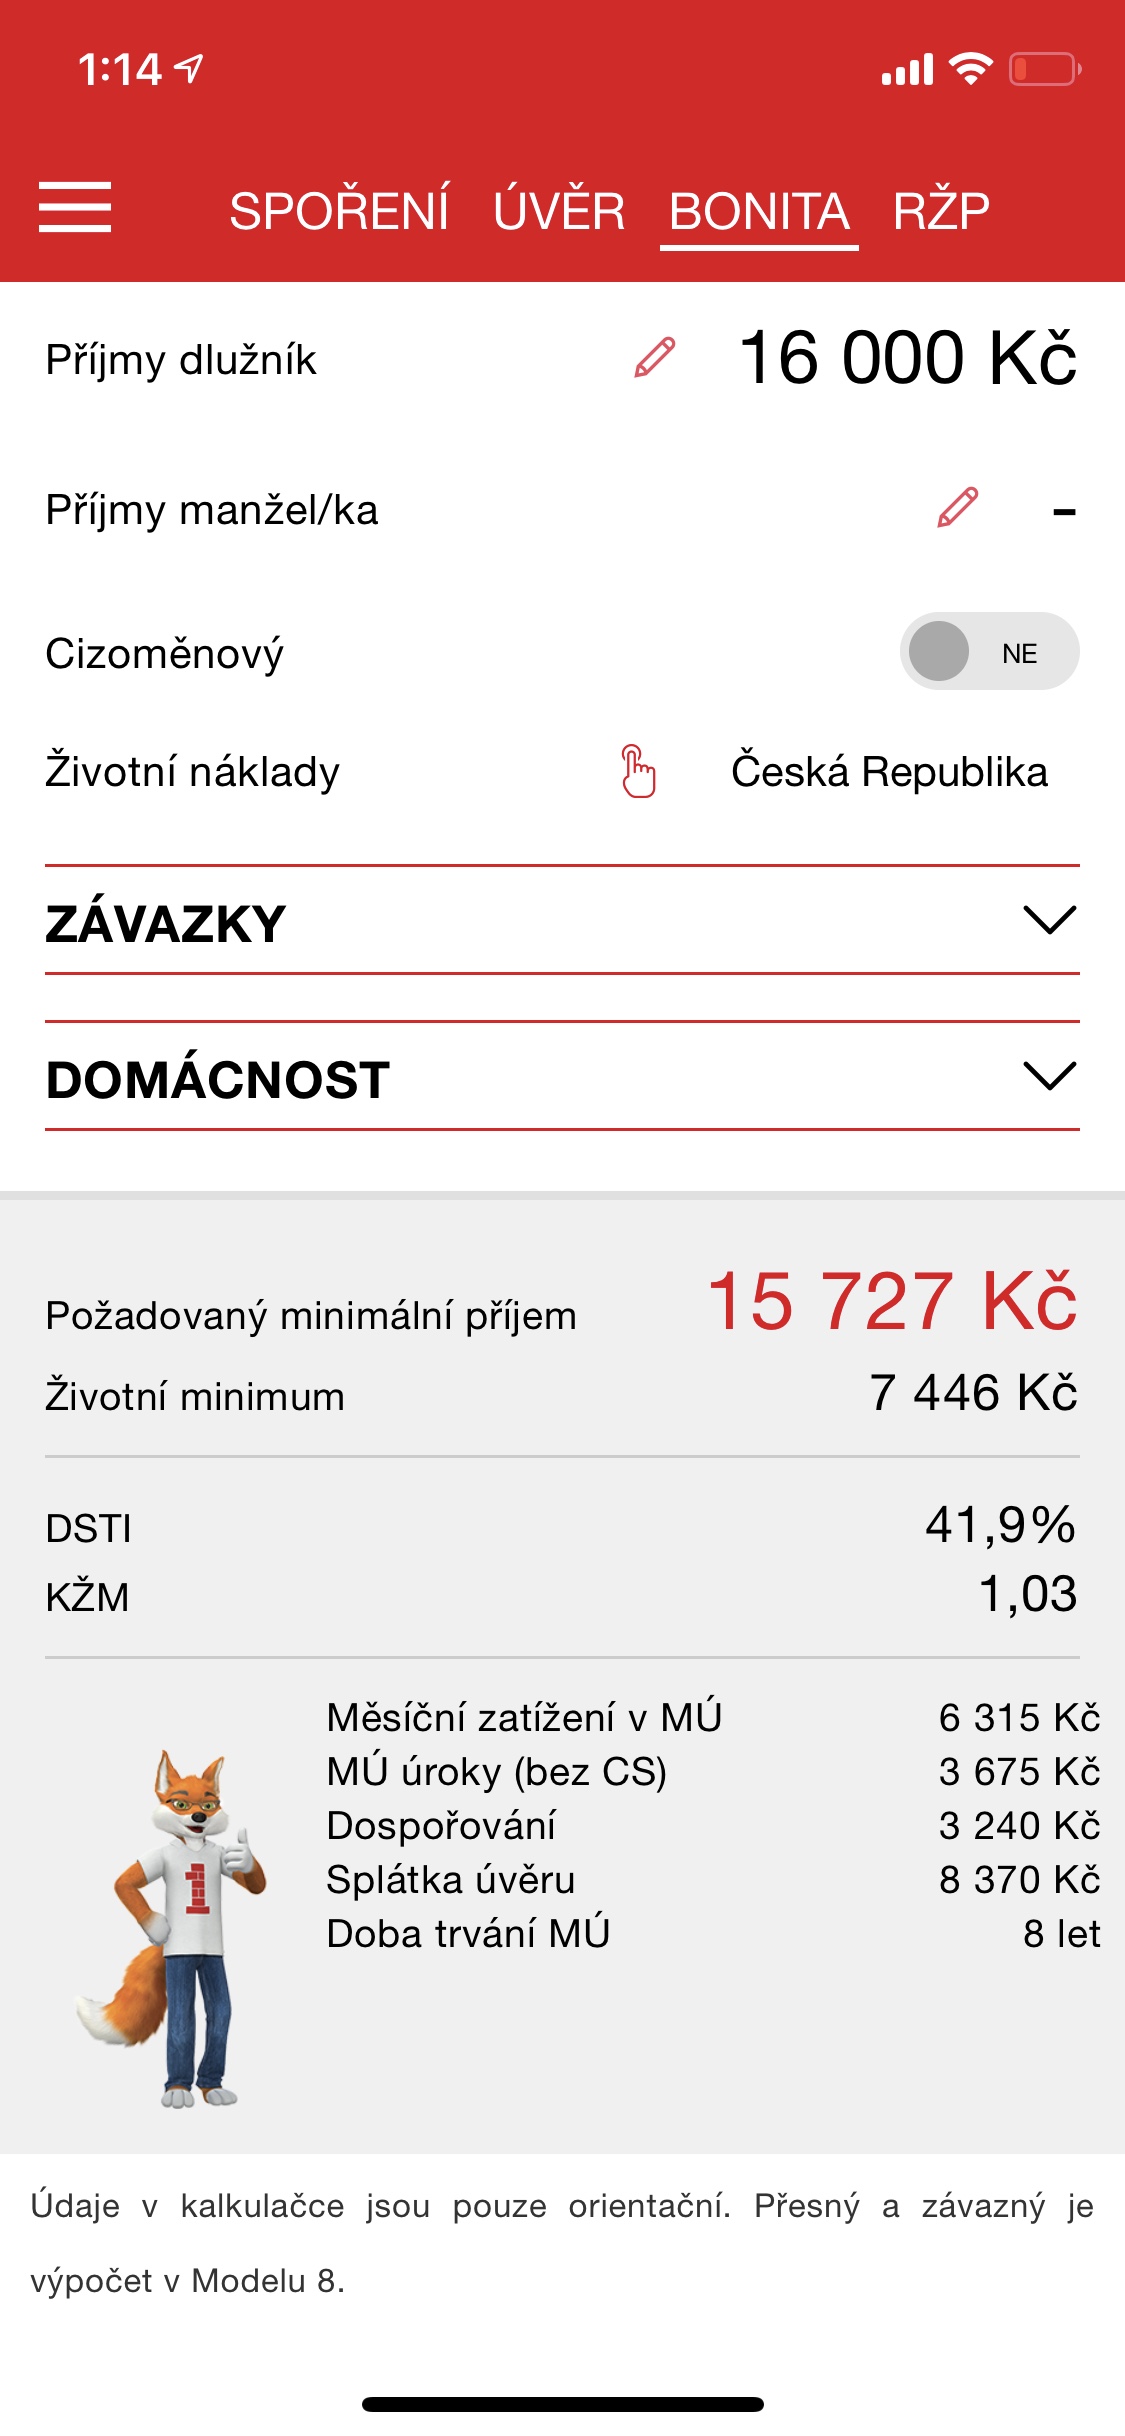 1:14
SPOŘENÍ ÚVĚR BONITA RŽP
Příjmy dlužník 16 000 Kč
Příjmy manžel/ka -
Cizoměnový NE
Životní náklady Česká Republika
ZÁVAZKY
DOMÁCNOST
Požadovaný minimální příjem 15 727 Kč
Životní minimum 7 446 Kč
DSTI 41,9%
KŽM 1,03
Měsíční zatížení v MÚ 6 315 Kč
MÚ úroky (bez CS) 3 675 Kč
Dospořování 3 240 Kč
Splátka úvěru 8 370 Kč
Doba trvání MÚ 8 let
1
Údaje v kalkulačce jsou pouze orientační. Přesný a závazný je
výpočet v Modelu 8.